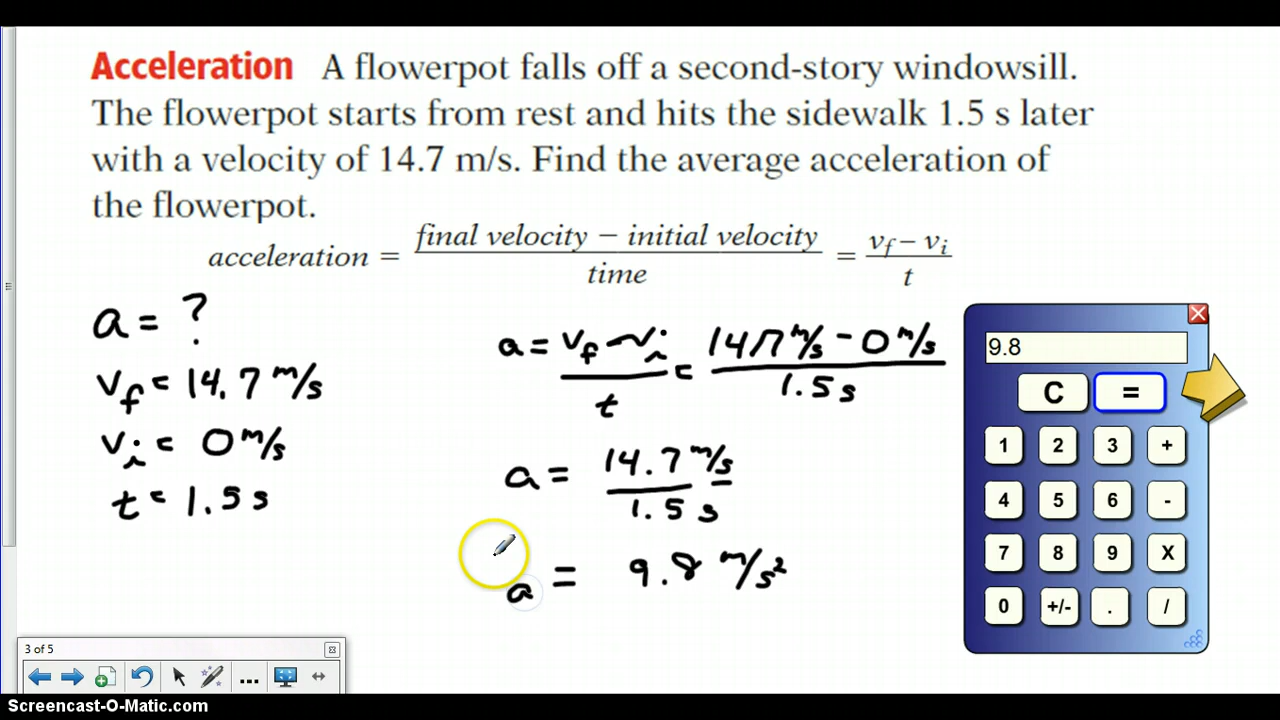 Acceleration A flowerpot falls off a second-story windowsill.
The flowerpot starts from rest and hits the sidewalk 1.5 s later
with a velocity of 14.7 m/s. Find the average acceleration of
the flowerpot.
acceleration = final velocity − initial velocity / time = vf − vi / t
a = ?
vf = 14.7 m/s
vi = 0 m/s
t = 1.5 s
a = vf − vi / t = 14.7 m/s − 0 m/s / 1.5 s
a = 14.7 m/s / 1.5 s
a = 9.8 m/s²
9.8
C =
1 2 3 +
4 5 6 -
7 8 9 X
0 +/- . /
3 of 5
Screencast-O-Matic.com